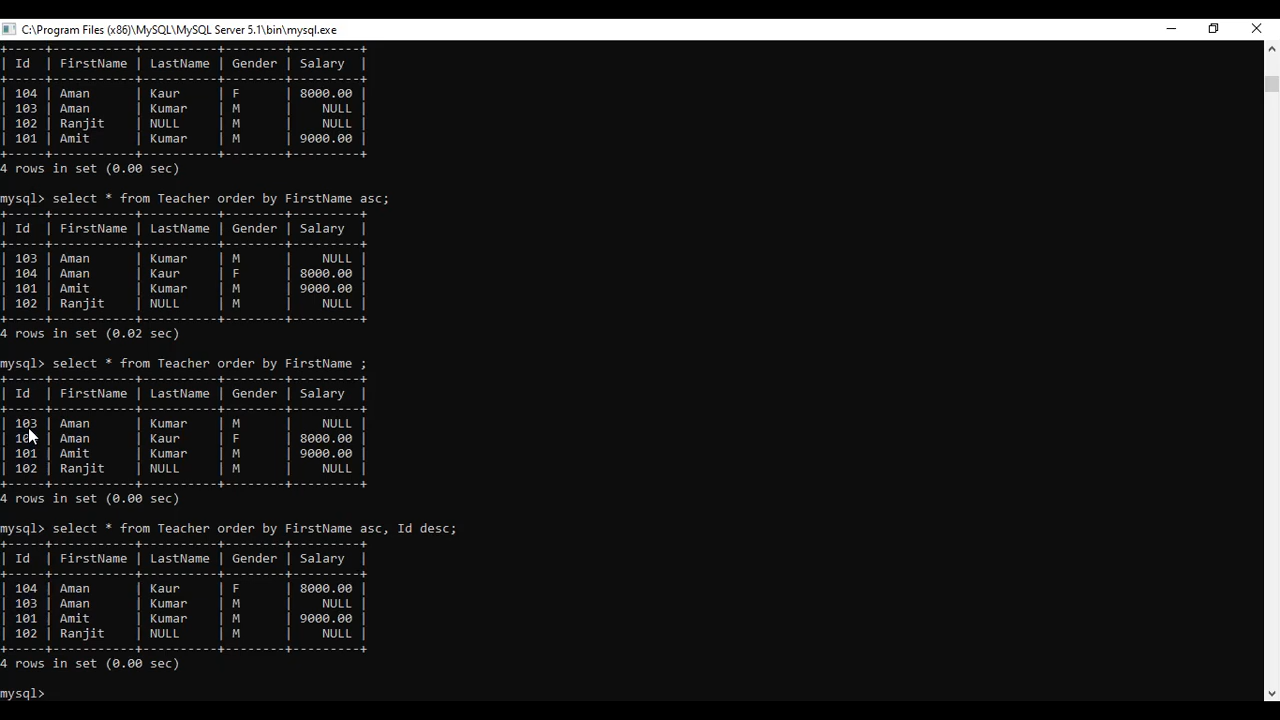 C:\Program Files (x86)\MySQL\MySQL Server 5.1\bin\mysql.exe
+-----+-----------+----------+--------+---------+
| Id  | FirstName | LastName | Gender | Salary  |
+-----+-----------+----------+--------+---------+
| 104 | Aman      | Kaur     | F      | 8000.00 |
| 103 | Aman      | Kumar    | M      |    NULL |
| 102 | Ranjit    | NULL     | M      |    NULL |
| 101 | Amit      | Kumar    | M      | 9000.00 |
+-----+-----------+----------+--------+---------+
4 rows in set (0.00 sec)
mysql> select * from Teacher order by FirstName asc;
+-----+-----------+----------+--------+---------+
| Id  | FirstName | LastName | Gender | Salary  |
+-----+-----------+----------+--------+---------+
| 103 | Aman      | Kumar    | M      |    NULL |
| 104 | Aman      | Kaur     | F      | 8000.00 |
| 101 | Amit      | Kumar    | M      | 9000.00 |
| 102 | Ranjit    | NULL     | M      |    NULL |
+-----+-----------+----------+--------+---------+
4 rows in set (0.02 sec)
mysql> select * from Teacher order by FirstName ;
+-----+-----------+----------+--------+---------+
| Id  | FirstName | LastName | Gender | Salary  |
+-----+-----------+----------+--------+---------+
| 103 | Aman      | Kumar    | M      |    NULL |
| 104 | Aman      | Kaur     | F      | 8000.00 |
| 101 | Amit      | Kumar    | M      | 9000.00 |
| 102 | Ranjit    | NULL     | M      |    NULL |
+-----+-----------+----------+--------+---------+
4 rows in set (0.00 sec)
mysql> select * from Teacher order by FirstName asc, Id desc;
+-----+-----------+----------+--------+---------+
| Id  | FirstName | LastName | Gender | Salary  |
+-----+-----------+----------+--------+---------+
| 104 | Aman      | Kaur     | F      | 8000.00 |
| 103 | Aman      | Kumar    | M      |    NULL |
| 101 | Amit      | Kumar    | M      | 9000.00 |
| 102 | Ranjit    | NULL     | M      |    NULL |
+-----+-----------+----------+--------+---------+
4 rows in set (0.00 sec)
mysql>